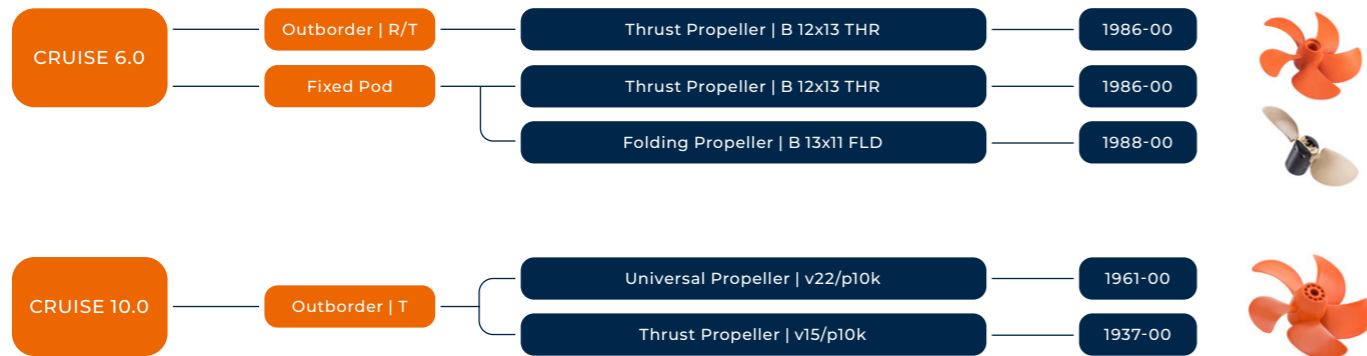 CRUISE 6.0
Outborder | R/T
Thrust Propeller | B 12x13 THR
1986-00
Fixed Pod
Thrust Propeller | B 12x13 THR
1986-00
Folding Propeller | B 13x11 FLD
1988-00
CRUISE 10.0
Outborder | T
Universal Propeller | v22/p10k
1961-00
Thrust Propeller | v15/p10k
1937-00